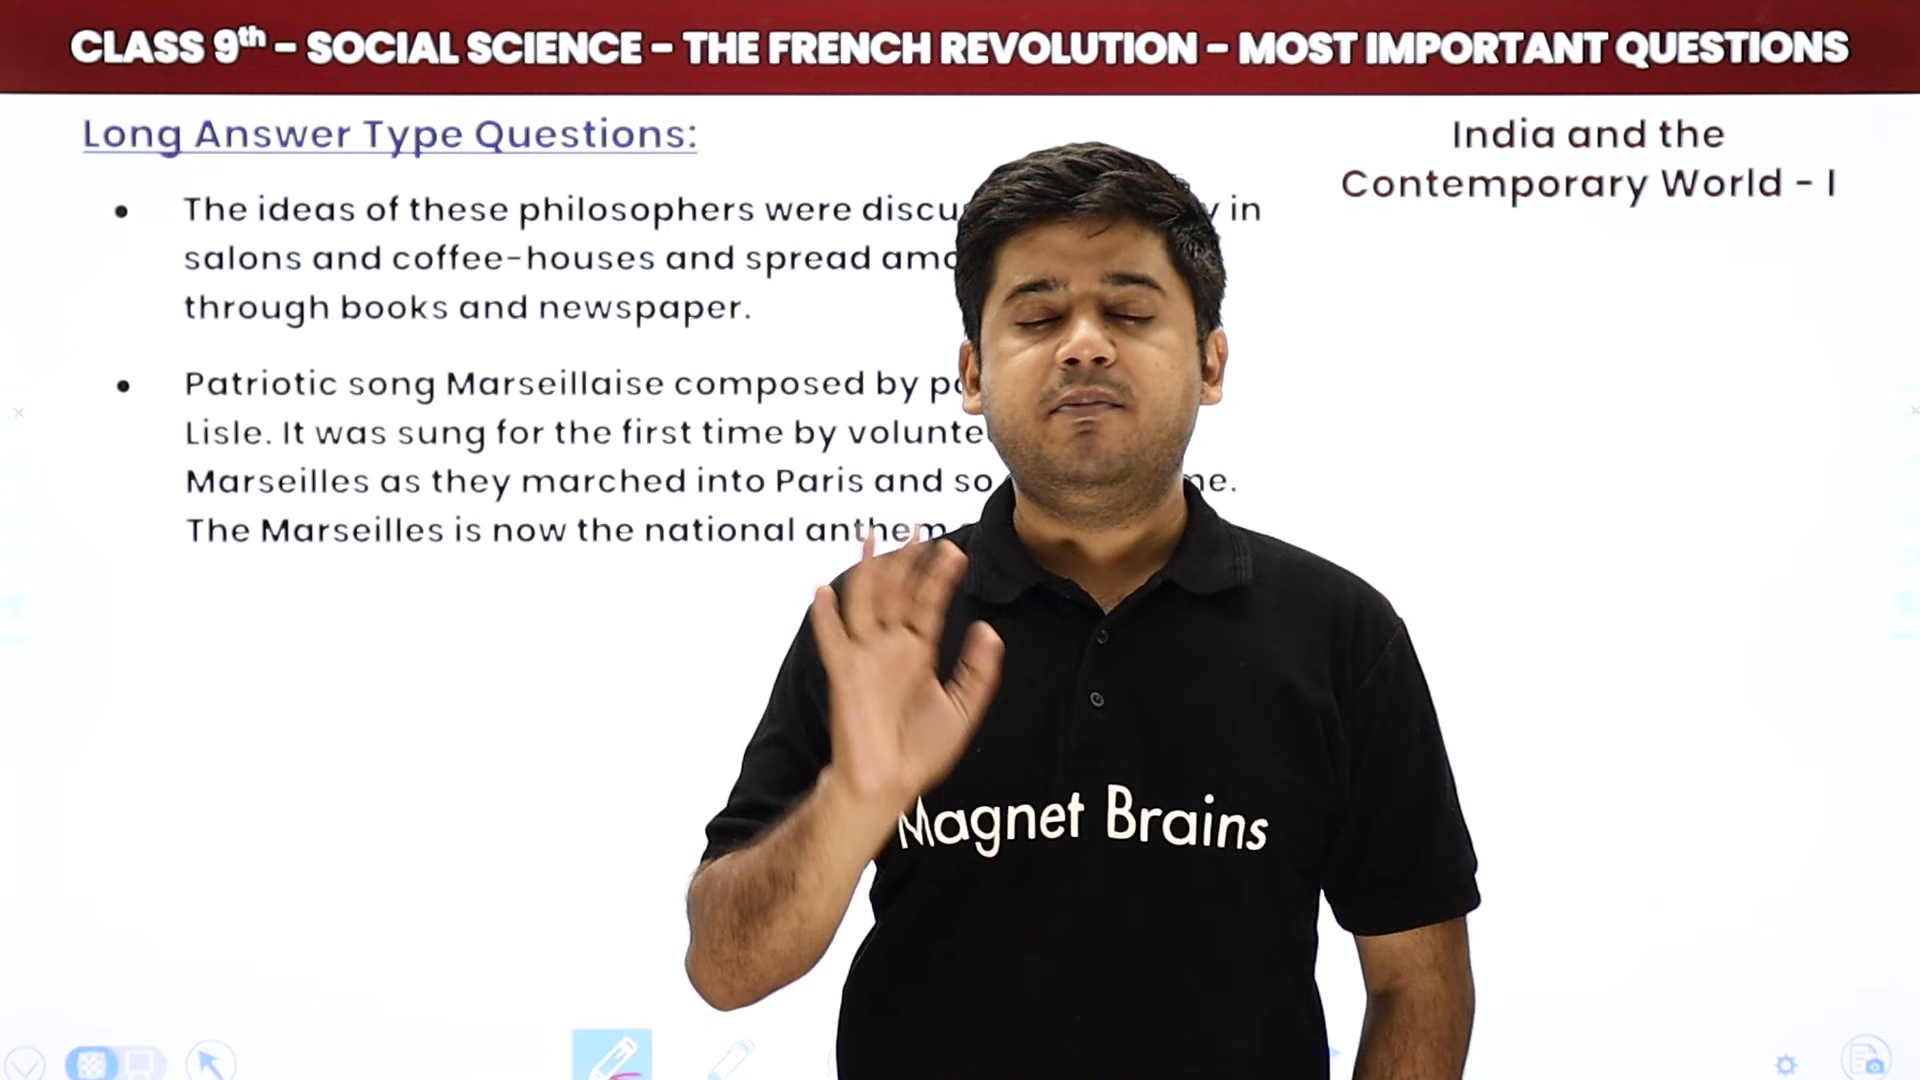 CLASS 9th – SOCIAL SCIENCE – THE FRENCH REVOLUTION – MOST IMPORTANT QUESTIONS
Long Answer Type Questions:
India and the
Contemporary World - I
• The ideas of these philosophers were in
salons and coffee-houses and spread
through books and newspaper.
• Patriotic song Marseillaise composed by
Lisle. It was sung for the first time by
Marseilles as they marched into Paris and so
The Marseilles is now the national anthem
Magnet Brains